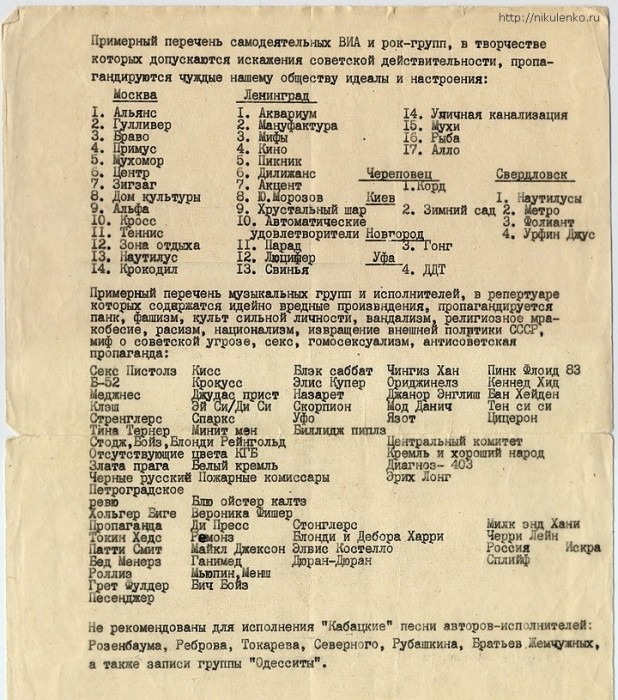 http://nikulenko.ru
Примерный перечень самодеятельных ВИА и рок-групп, в творчестве
которых допускаются искажения советской действительности, пропа-
гандируются чуждые нашему обществу идеалы и настроения:
Москва Ленинград
1. Альянс 1. Аквариум 14. Уличная канализация
2. Гулливер 2. Мануфактура 15. Мухи
3. Браво 3. Мифы 16. Рыба
4. Примус 4. Кино 17. Алло
5. Мухомор 5. Пикник
6. Центр 6. Дилижанс Череповец Свердловск
7. Зигзаг 7. Акцент 1. Корд
8. Дом культуры 8. Ю.Морозов Киев 1. Наутилусы
9. Альфа 9. Хрустальный шар 2. Зимний сад 2. Метро
10. Кросс 10. Автоматические 3. Фолиант
11. Теннис удовлетворители Новгород 4. Урфин Джус
12. Зона отдыха 11. Парад 3. Гонг
13. Наутилус 12. Люцифер Уфа
14. Крокодил 13. Свинья 4. ДДТ
Примерный перечень музыкальных групп и исполнителей, в репертуаре
которых содержатся идейно вредные произведения, пропагандируется
панк, фашизм, культ сильной личности, вандализм, религиозное мра-
кобесие, расизм, национализм, извращение внешней политики СССР,
миф о советской угрозе, секс, гомосексуализм, антисоветская
пропаганда:
Секс Пистолз Кисс Блэк саббат Чингиз Хан Пинк Флоид 83
Б-52 Крокусс Элис Купер Ориджинелз Кеннед Хид
Меджнес Джудас прист Назарет Джанор Энглиш Ван Хейден
Клэш Эй Си/Ди Си Скорпион Мод Данич Тен си си
Стренглерс Спаркс Уфо Язот Цицерон
Тина Тернер Минит мен Биллидж пиплз
Стодж,Бойз,Блонди Рейнгольд Центральный комитет
Отсутствующие цвета КГБ Кремль и хороший народ
Злата прага Белый кремль Диагноз- 403
Черные русский Пожарные комиссары Эрих Лонг
Петроградское
ревю Блю ойстер калтз
Хольгер Биге Вероника Фишер
Пропаганда Ди Пресс Стонглерс Милк энд Хани
Токин Хедс Ремонз Блонди и Дебора Харри Черри Лейн
Патти Смит Майкл Джексон Элвис Костелло Россия Искра
Бед Менерз Ганимед Дюран-Дюран Сплийф
Роллиз Мьюпин,Менш
Грет Фулдер Бич Бойз
Песенджер
Не рекомендованы для исполнения "Кабацкие" песни авторов-исполнителей:
Розенбаума, Реброва, Токарева, Северного, Рубашкина, Братьев Жемчужных,
а также записи группы "Одесситы".